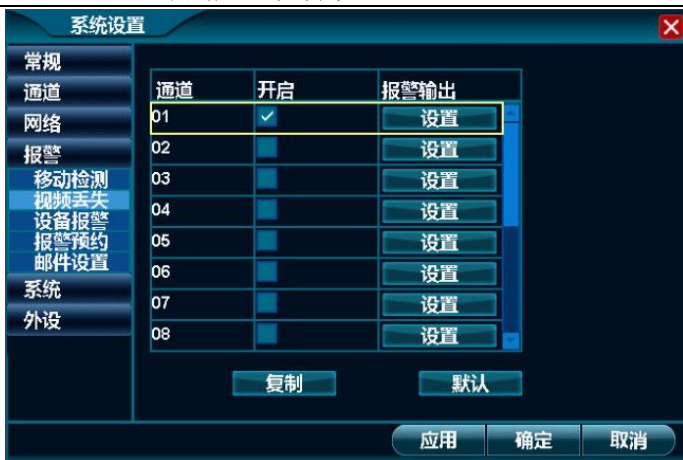 系统设置
常规
通道
网络
报警
移动检测
视频丢失
设备报警
报警预约
邮件设置
系统
外设
通道 开启 报警输出
01 设置
02 设置
03 设置
04 设置
05 设置
06 设置
07 设置
08 设置
复制 默认
应用 确定 取消